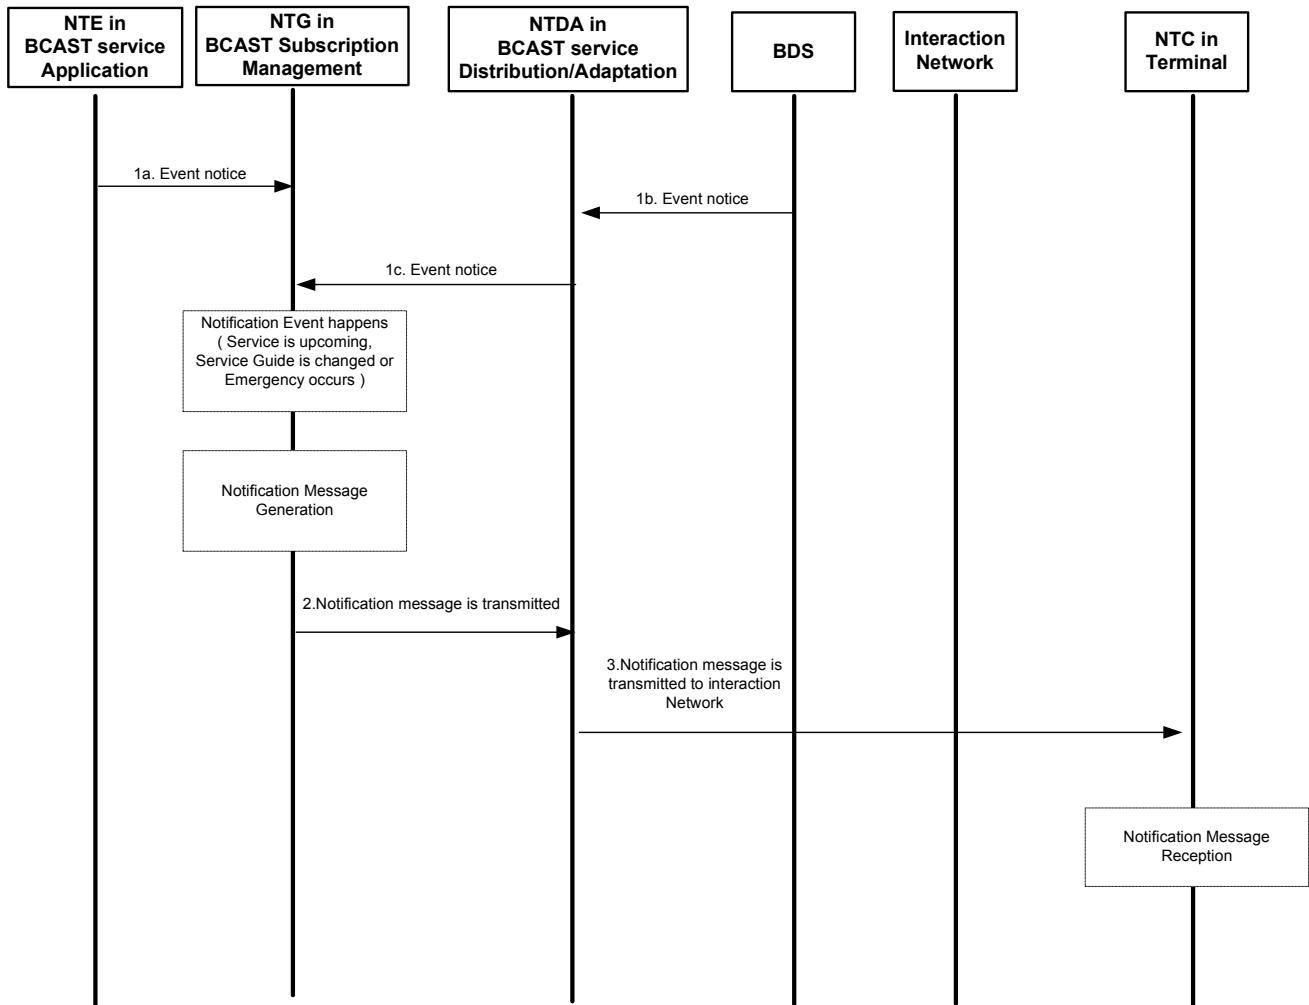 NTE in
BCAST service
Application
NTG in
BCAST Subscription
Management
NTDA in
BCAST service
Distribution/Adaptation
BDS
Interaction
Network
NTC in
Terminal
1a. Event notice
1b. Event notice
1c. Event notice
Notification Event happens
( Service is upcoming,
Service Guide is changed or
Emergency occurs )
Notification Message
Generation
2.Notification message is transmitted
3.Notification message is
transmitted to interaction
Network
Notification Message
Reception